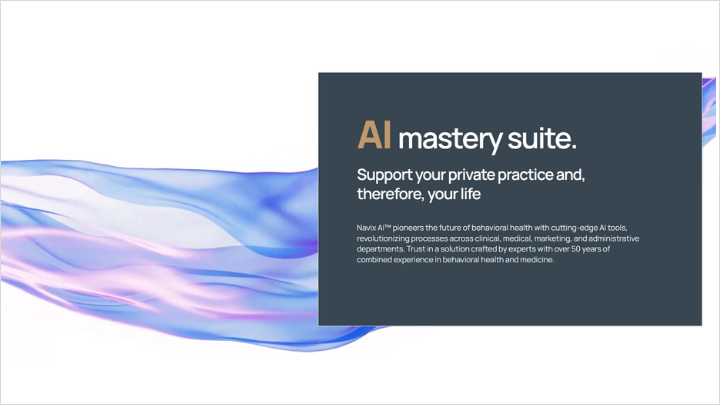 AI mastery suite.
Support your private practice and,
therefore, your life
Navix AI™ pioneers the future of behavioral health with cutting-edge AI tools,
revolutionizing processes across clinical, medical, marketing, and administrative
departments. Trust in a solution crafted by experts with over 50 years of
combined experience in behavioral health and medicine.